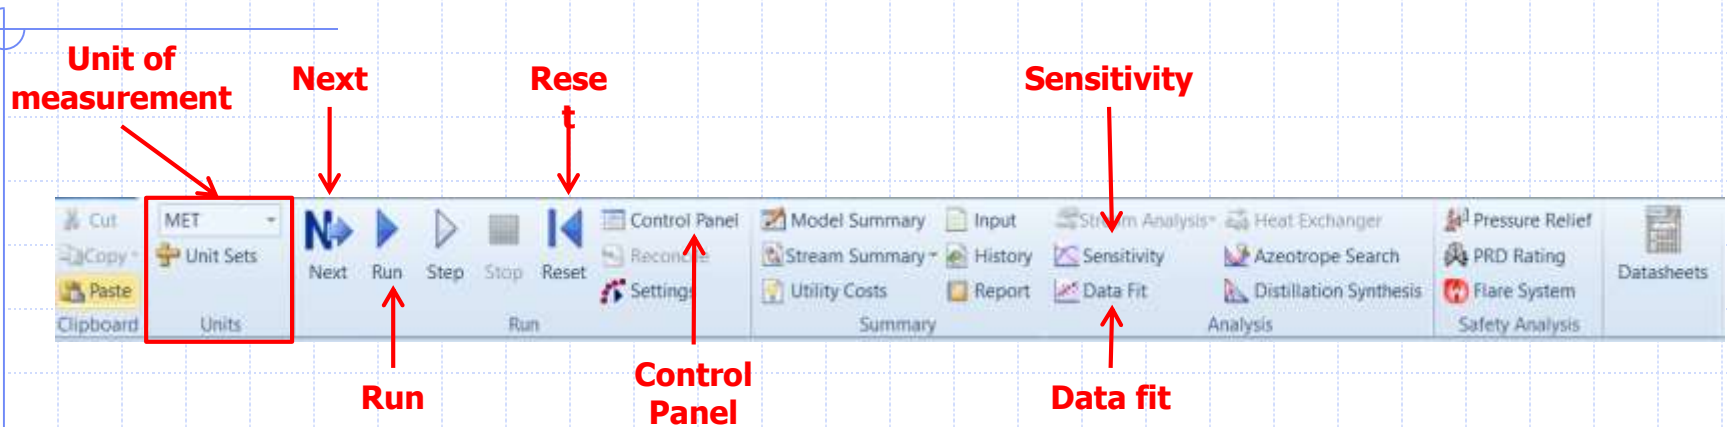 Unit of
measurement
Next
Rese
t
Sensitivity
Cut
Copy
Paste
Clipboard
MET
Unit Sets
Units
Next
Run
Step
Stop
Reset
Control Panel
Reconcile
Settings
Run
Model Summary
Stream Summary
Utility Costs
Input
History
Report
Summary
Stream Analysis
Sensitivity
Data Fit
Heat Exchanger
Azeotrope Search
Distillation Synthesis
Analysis
Pressure Relief
PRD Rating
Flare System
Safety Analysis
Datasheets
Run
Control
Panel
Data fit